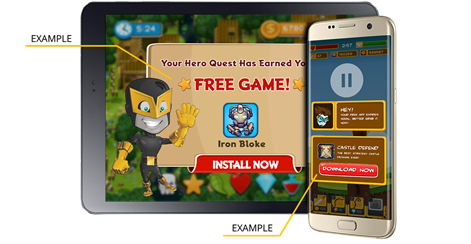 EXAMPLE
5/24
Your Hero Quest Has Earned Yo
FREE GAME!
Iron Bloke
INSTALL NOW
HEY!
CASTLE DEFEND
DOWNLOAD NOW
EXAMPLE